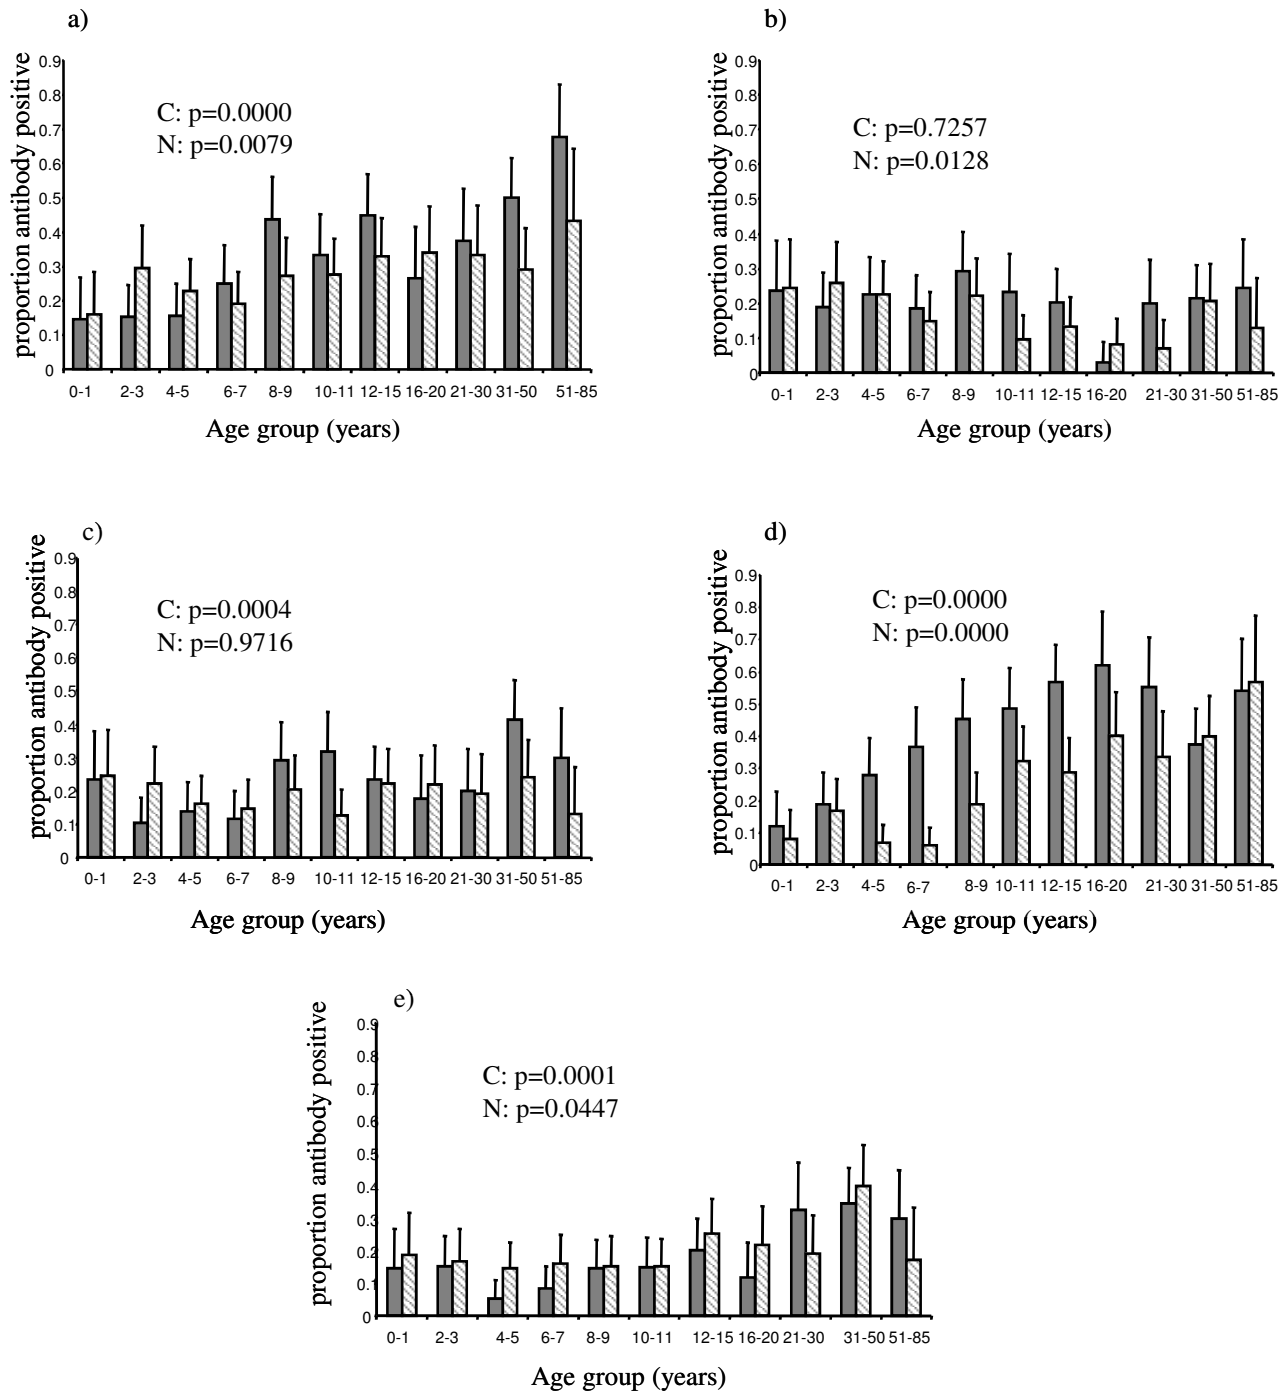 a)
proportion antibody positive
0.9
0.8
0.7
0.6
0.5
0.4
0.3
0.2
0.1
0
C: p=0.0000
N: p=0.0079
0-1 2-3 4-5 6-7 8-9 10-11 12-15 16-20 21-30 31-50 51-85
Age group (years)
b)
proportion antibody positive
0.9
0.8
0.7
0.6
0.5
0.4
0.3
0.2
0.1
0
C: p=0.7257
N: p=0.0128
0-1 2-3 4-5 6-7 8-9 10-11 12-15 16-20 21-30 31-50 51-85
Age group (years)
c)
proportion antibody positive
0.9
0.8
0.7
0.6
0.5
0.4
0.3
0.2
0.1
0
C: p=0.0004
N: p=0.9716
0-1 2-3 4-5 6-7 8-9 10-11 12-15 16-20 21-30 31-50 51-85
Age group (years)
d)
proportion antibody positive
0.9
0.8
0.7
0.6
0.5
0.4
0.3
0.2
0.1
0
C: p=0.0000
N: p=0.0000
0-1 2-3 4-5 6-7 8-9 10-11 12-15 16-20 21-30 31-50 51-85
Age group (years)
e)
proportion antibody positive
0.9
0.8
0.7
0.6
0.5
0.4
0.3
0.2
0.1
0
C: p=0.0001
N: p=0.0447
0-1 2-3 4-5 6-7 8-9 10-11 12-15 16-20 21-30 31-50 51-85
Age group (years)